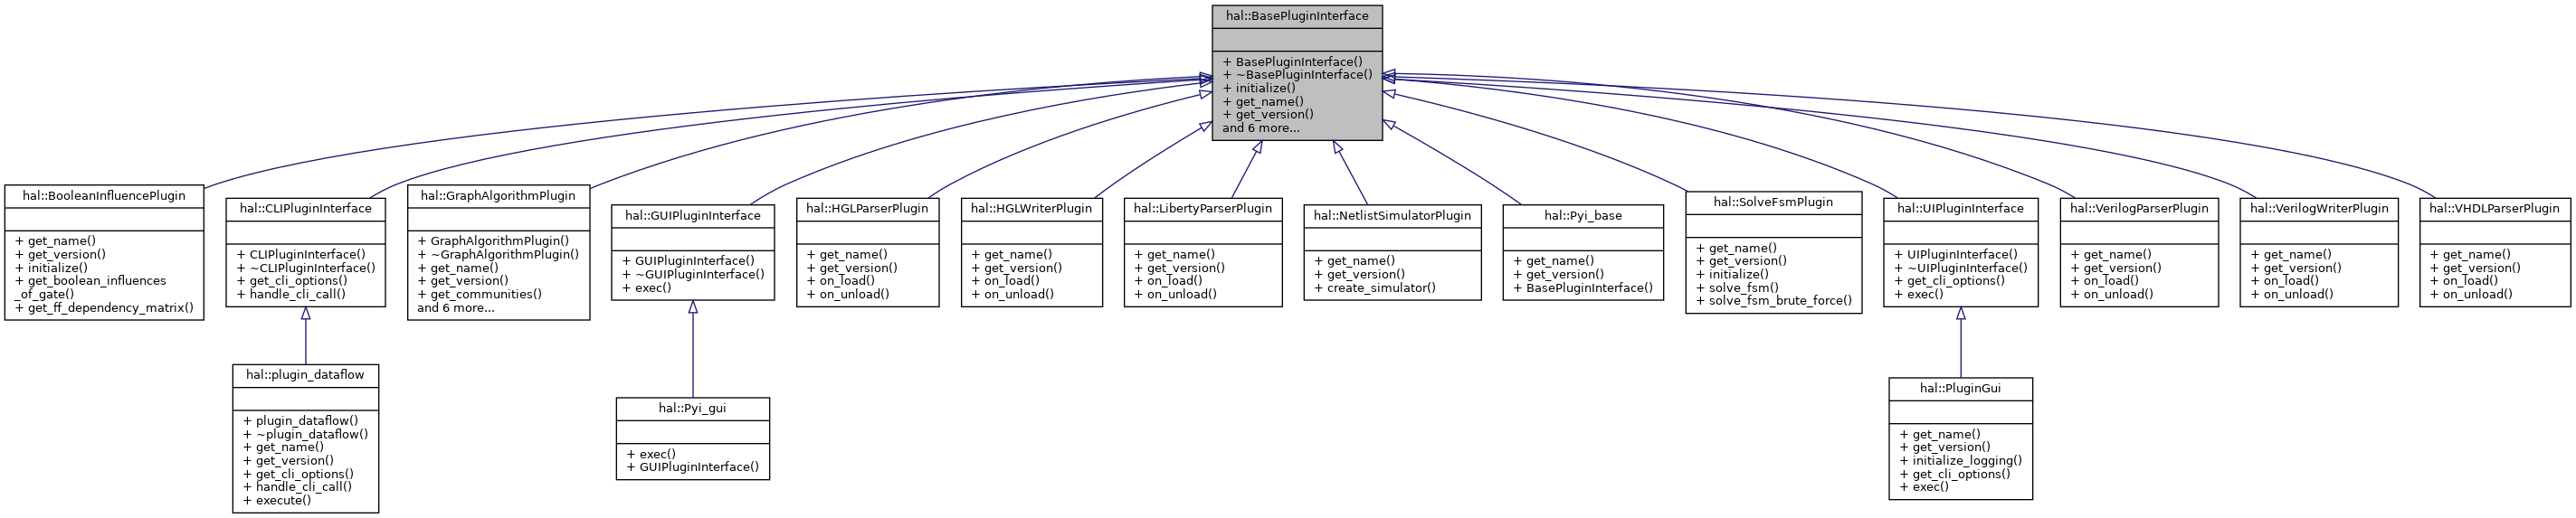 hal::BasePluginInterface
+ BasePluginInterface()
+ ~BasePluginInterface()
+ initialize()
+ get_name()
+ get_version()
and 6 more...
hal::BooleanInfluencePlugin
+ get_name()
+ get_version()
+ initialize()
+ get_boolean_influences
_of_gate()
+ get_ff_dependency_matrix()
hal::CLIPluginInterface
+ CLIPluginInterface()
+ ~CLIPluginInterface()
+ get_cli_options()
+ handle_cli_call()
hal::GraphAlgorithmPlugin
+ GraphAlgorithmPlugin()
+ ~GraphAlgorithmPlugin()
+ get_name()
+ get_version()
+ get_communities()
and 6 more...
hal::GUIPluginInterface
+ GUIPluginInterface()
+ ~GUIPluginInterface()
+ exec()
hal::HGLParserPlugin
+ get_name()
+ get_version()
+ on_load()
+ on_unload()
hal::HGLWriterPlugin
+ get_name()
+ get_version()
+ on_load()
+ on_unload()
hal::LibertyParserPlugin
+ get_name()
+ get_version()
+ on_load()
+ on_unload()
hal::NetlistSimulatorPlugin
+ get_name()
+ get_version()
+ create_simulator()
hal::Pyi_base
+ get_name()
+ get_version()
+ BasePluginInterface()
hal::SolveFsmPlugin
+ get_name()
+ get_version()
+ initialize()
+ solve_fsm()
+ solve_fsm_brute_force()
hal::UIPluginInterface
+ UIPluginInterface()
+ ~UIPluginInterface()
+ get_cli_options()
+ exec()
hal::VerilogParserPlugin
+ get_name()
+ get_version()
+ on_load()
+ on_unload()
hal::VerilogWriterPlugin
+ get_name()
+ get_version()
+ on_load()
+ on_unload()
hal::VHDLParserPlugin
+ get_name()
+ get_version()
+ on_load()
+ on_unload()
hal::plugin_dataflow
+ plugin_dataflow()
+ ~plugin_dataflow()
+ get_name()
+ get_version()
+ get_cli_options()
+ handle_cli_call()
+ execute()
hal::Pyi_gui
+ exec()
+ GUIPluginInterface()
hal::PluginGui
+ get_name()
+ get_version()
+ initialize_logging()
+ get_cli_options()
+ exec()